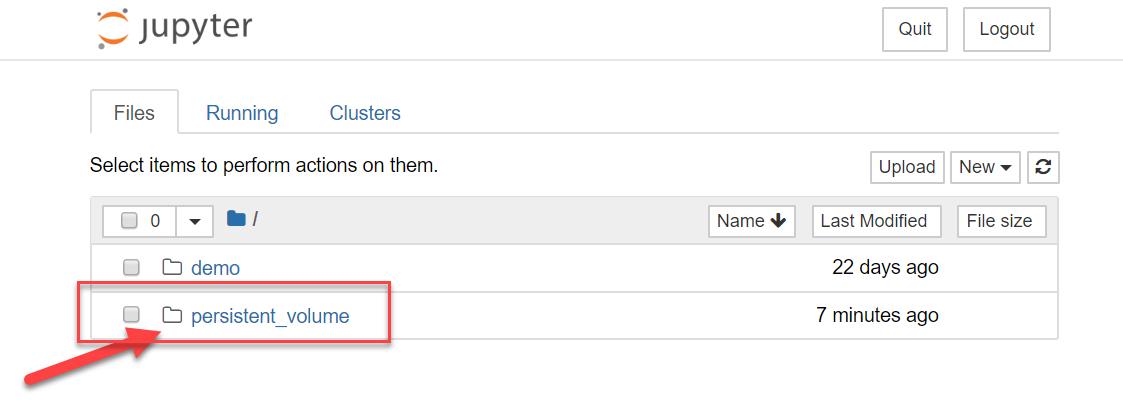 jupyter
Quit
Logout
Files
Running
Clusters
Select items to perform actions on them.
Upload
New
0
/
Name
Last Modified
File size
demo
22 days ago
persistent_volume
7 minutes ago